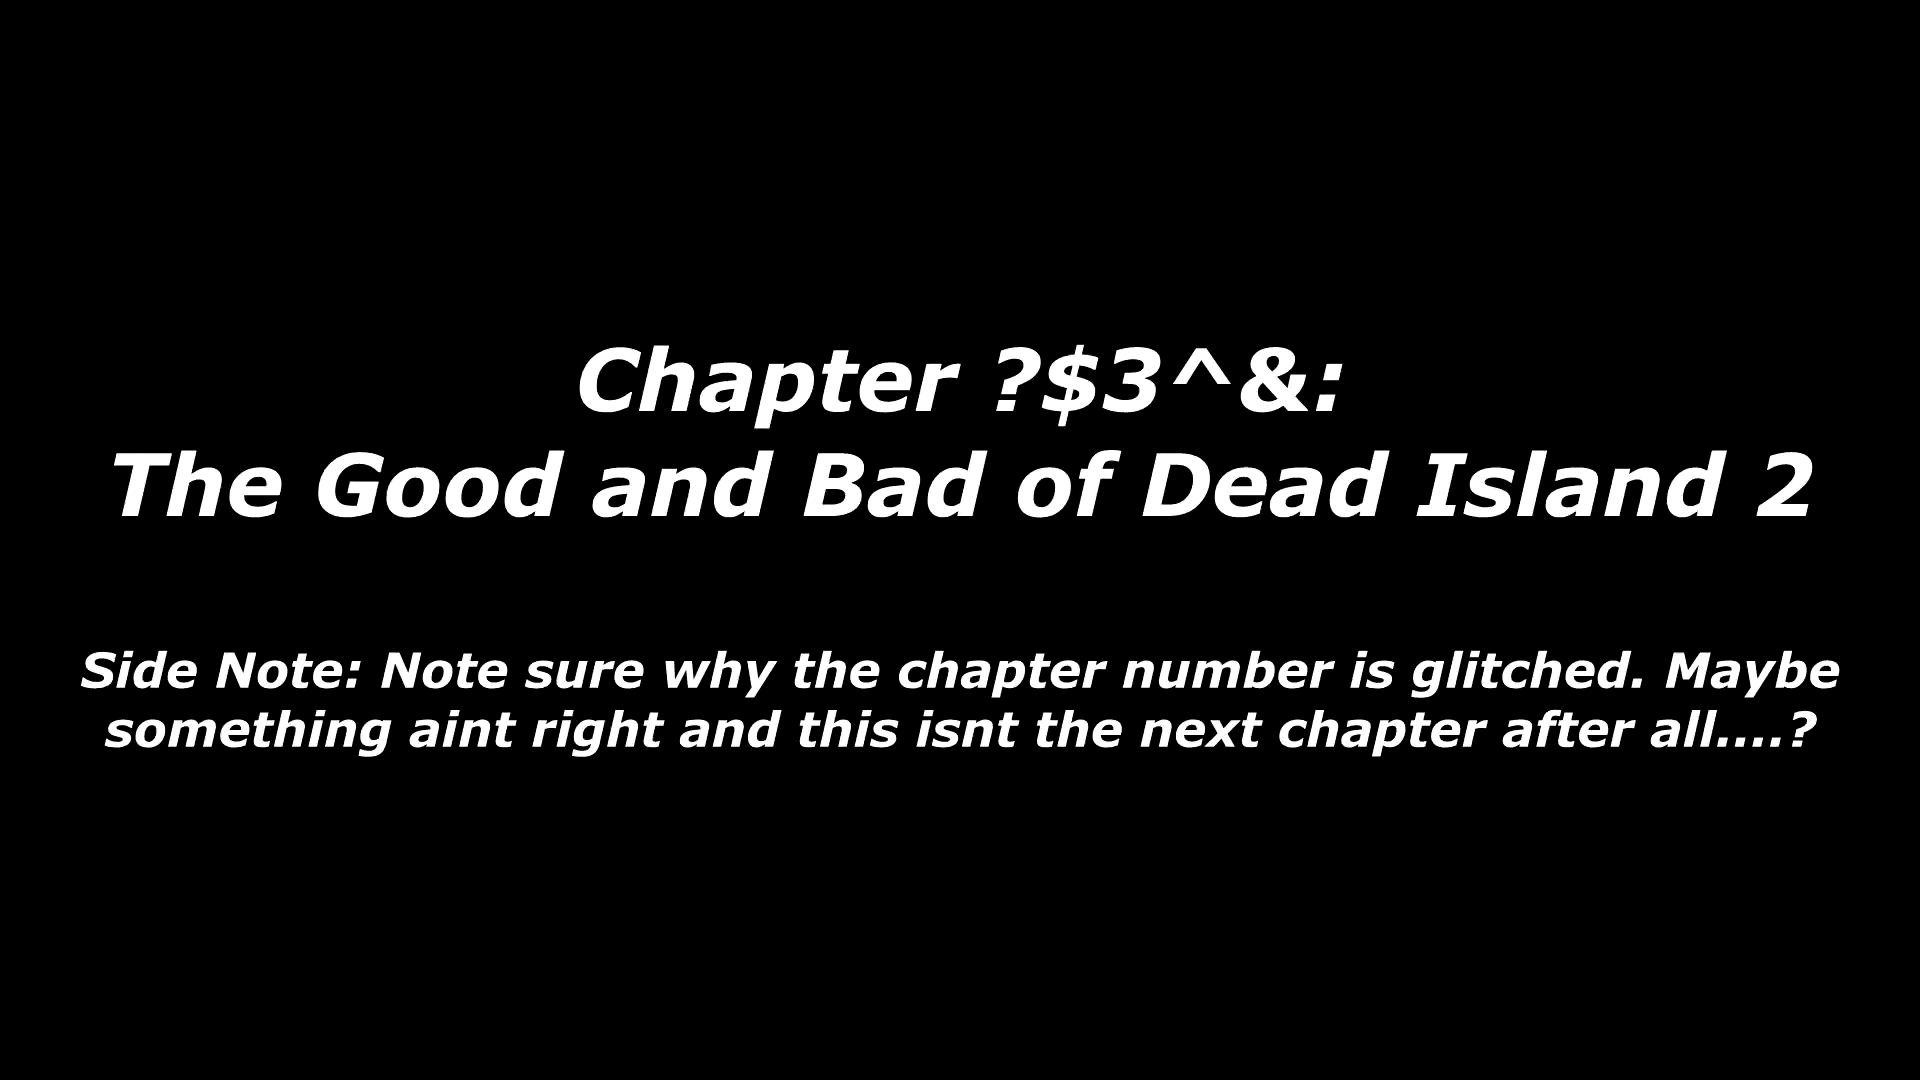 Chapter ?$3^&:
The Good and Bad of Dead Island 2
Side Note: Note sure why the chapter number is glitched. Maybe
something aint right and this isnt the next chapter after all....?